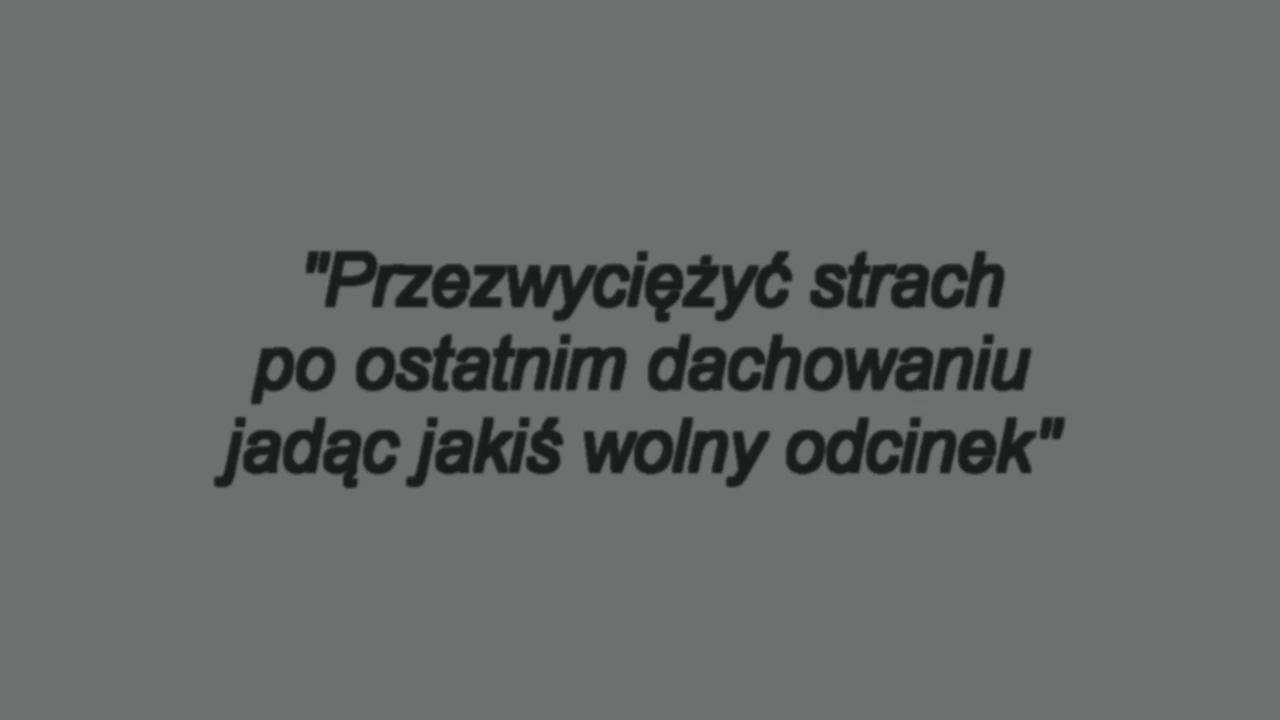 "Przezwyciężyć strach
po ostatnim dachowaniu
jadąc jakiś wolny odcinek"